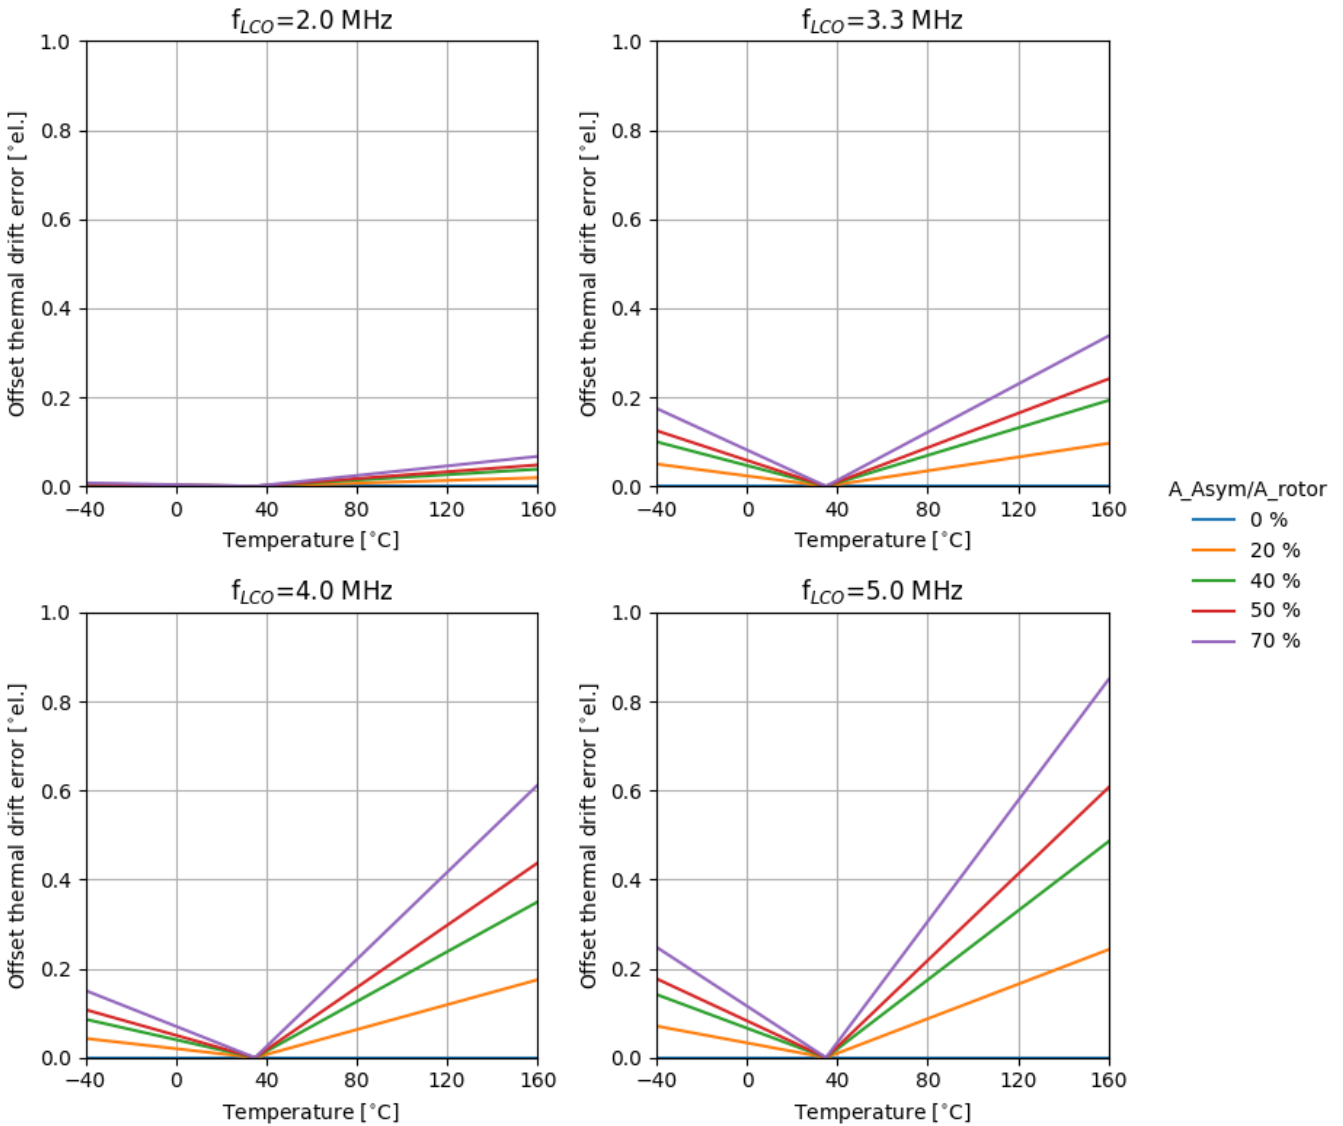 f_LCO=2.0 MHz
1.0
0.8
0.6
0.4
0.2
0.0
Offset thermal drift error [°el.]
−40 0 40 80 120 160
Temperature [°C]
f_LCO=3.3 MHz
1.0
0.8
0.6
0.4
0.2
0.0
Offset thermal drift error [°el.]
−40 0 40 80 120 160
Temperature [°C]
f_LCO=4.0 MHz
1.0
0.8
0.6
0.4
0.2
0.0
Offset thermal drift error [°el.]
−40 0 40 80 120 160
Temperature [°C]
f_LCO=5.0 MHz
1.0
0.8
0.6
0.4
0.2
0.0
Offset thermal drift error [°el.]
−40 0 40 80 120 160
Temperature [°C]
A_Asym/A_rotor
0 %
20 %
40 %
50 %
70 %